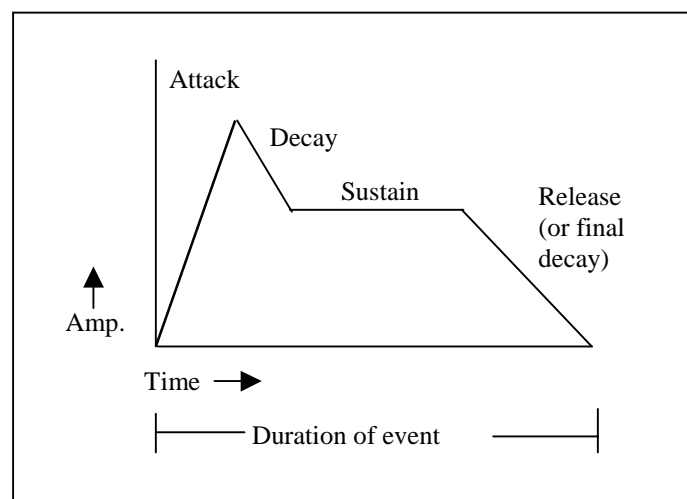 Attack
Decay
Sustain
Release
(or final
decay)
Amp.
Time
Duration of event